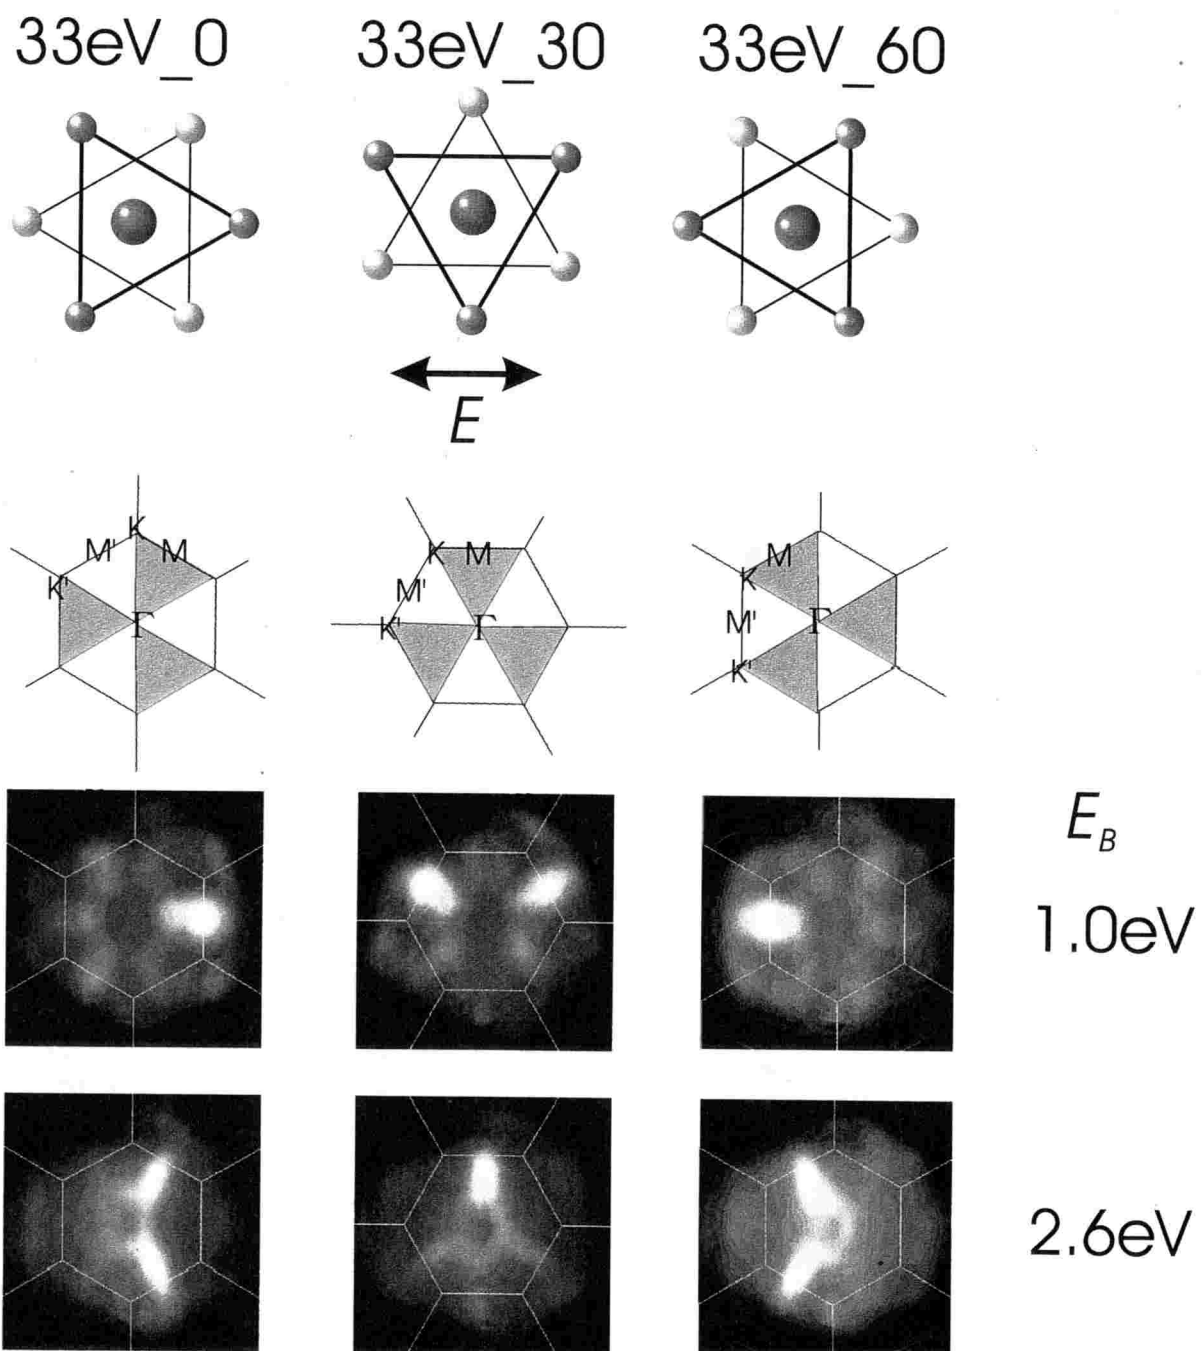 33eV_0 33eV_30 33eV_60
E
K M' M K' Γ
K M M' K' Γ
M K M' Γ K'
E_B
1.0eV
2.6eV